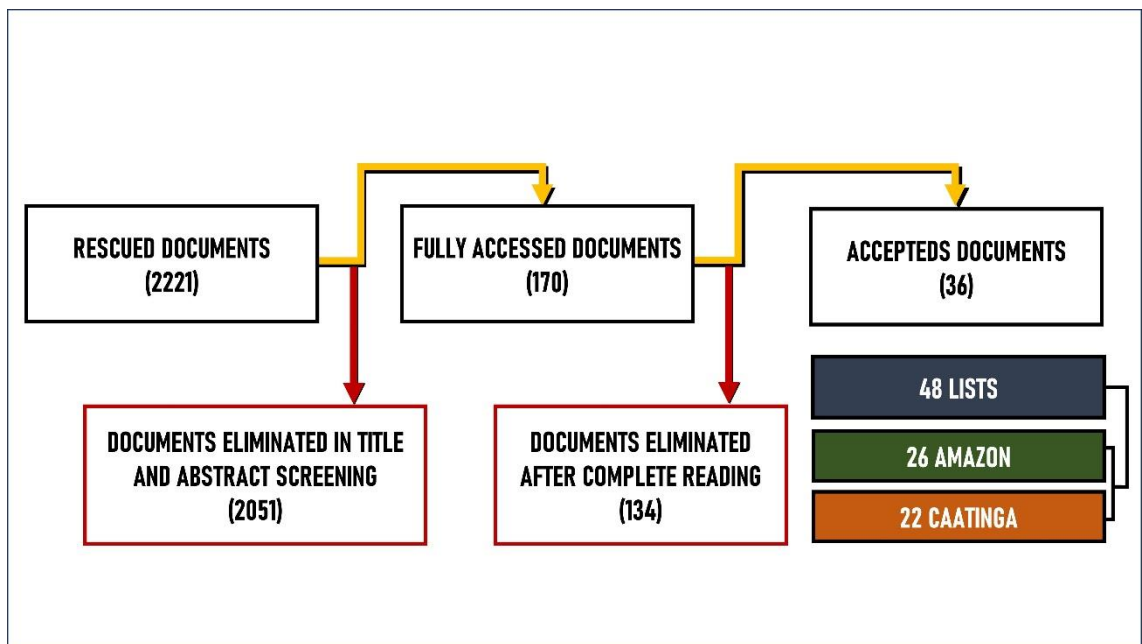 RESCUED DOCUMENTS
(2221)
FULLY ACCESSED DOCUMENTS
(170)
ACCEPTEDS DOCUMENTS
(36)
DOCUMENTS ELIMINATED IN TITLE
AND ABSTRACT SCREENING
(2051)
DOCUMENTS ELIMINATED
AFTER COMPLETE READING
(134)
48 LISTS
26 AMAZON
22 CAATINGA